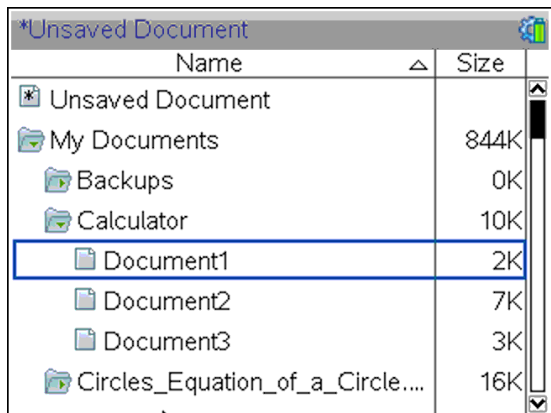 *Unsaved Document
Name Size
Unsaved Document
My Documents 844K
Backups 0K
Calculator 10K
Document1 2K
Document2 7K
Document3 3K
Circles_Equation_of_a_Circle.... 16K